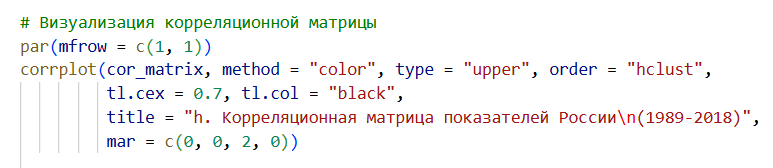 # Визуализация корреляционной матрицы
par(mfrow = c(1, 1))
corrplot(cor_matrix, method = "color", type = "upper", order = "hclust",
tl.cex = 0.7, tl.col = "black",
title = "h. Корреляционная матрица показателей России\n(1989-2018)",
mar = c(0, 0, 2, 0))